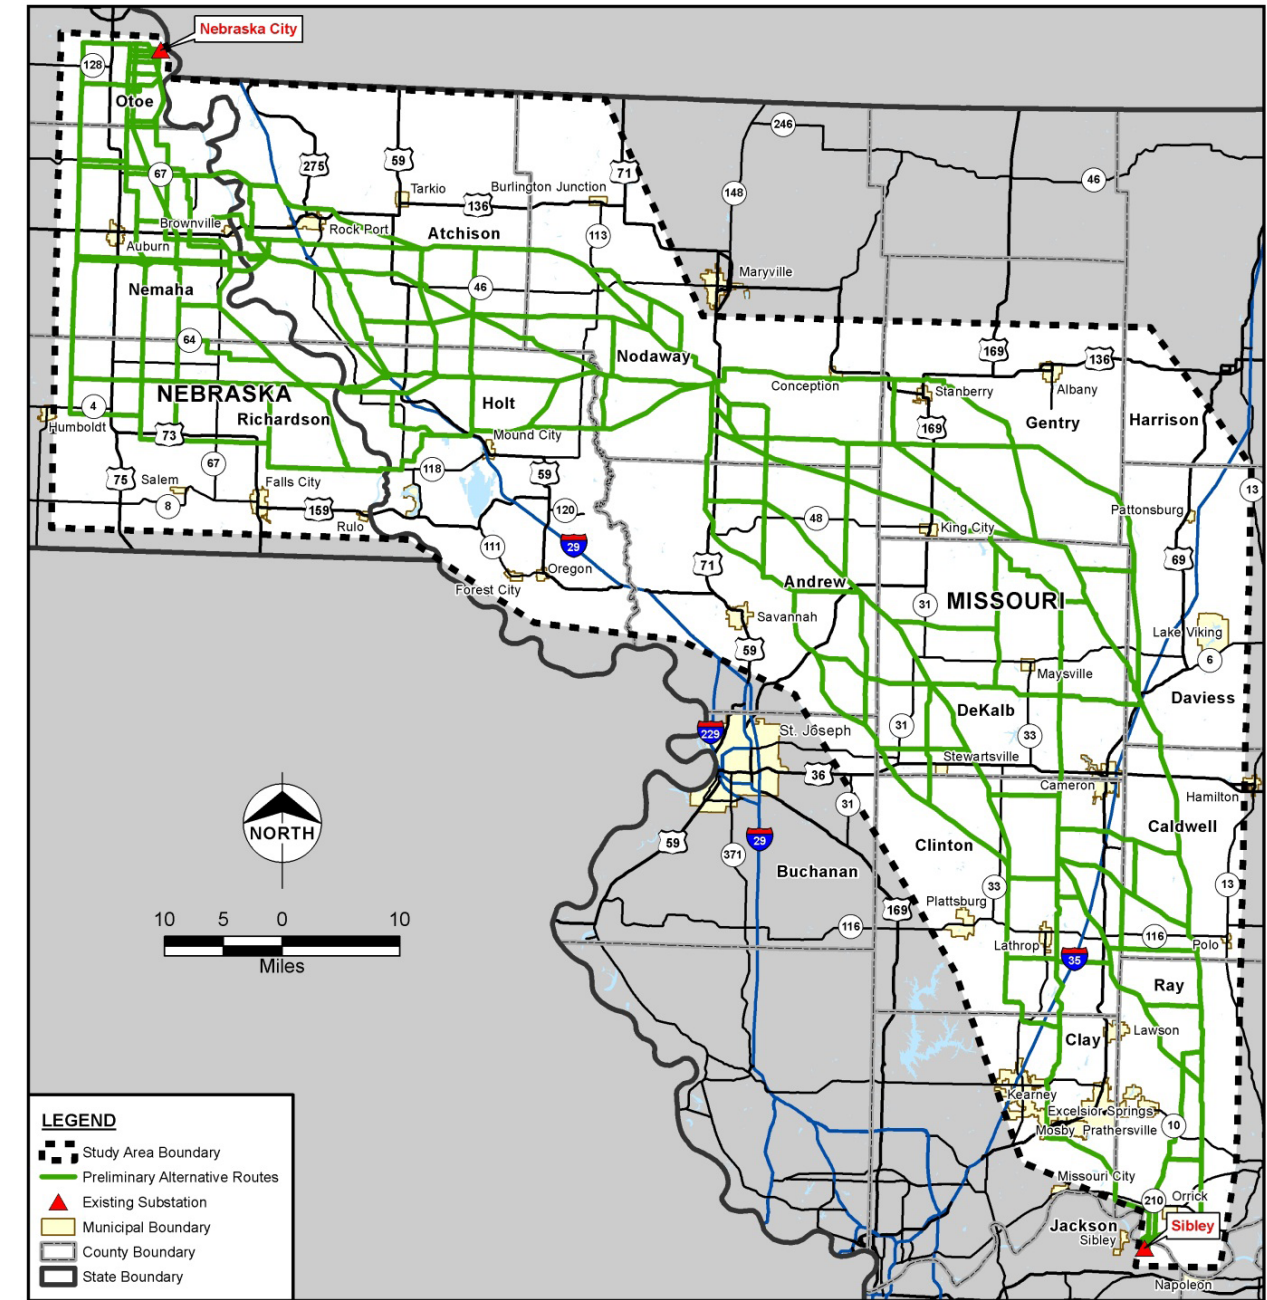 Nebraska City
128
Otoe
246
275
59
71
67
148
46
Tarkio
Burlington Junction
136
Brownville
Rock Port
Atchison
113
Auburn
Maryville
Nemaha
46
64
169
136
Nodaway
Conception
Stanberry
Albany
NEBRASKA
Richardson
Holt
4
Humboldt
Gentry
Harrison
169
73
Mound City
67
118
75
Salem
Falls City
59
13
8
159
Rulo
120
48
King City
Pattonsburg
111
29
71
69
Oregon
Forest City
Andrew
31
MISSOURI
Savannah
Lake Viking
59
6
Maysville
Daviess
DeKalb
229
St. Joseph
31
33
Stewartsville
36
Cameron
Hamilton
31
NORTH
59
371
29
Caldwell
Clinton
Buchanan
33
13
Plattsburg
169
116
Lathrop
116
Polo
10 5 0 10
Miles
35
Ray
Clay
Lawson
Kearney
Excelsior Springs
Mosby Prathersville
10
Missouri City
210
Orrick
Jackson
Sibley
Sibley
Napoleon
LEGEND
Study Area Boundary
Preliminary Alternative Routes
Existing Substation
Municipal Boundary
County Boundary
State Boundary